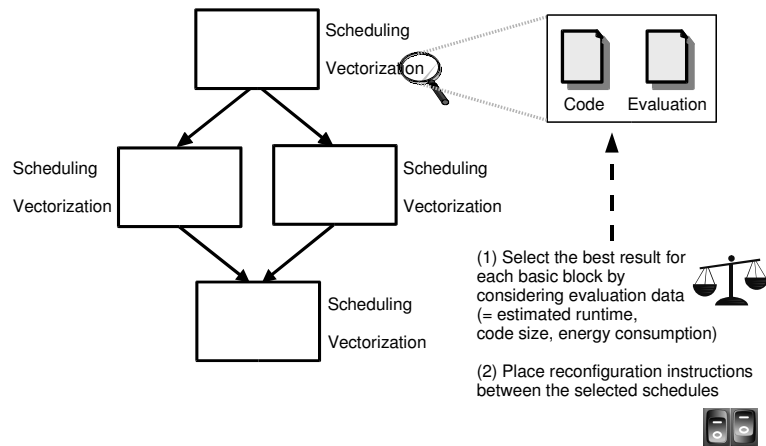 Scheduling
Vectorization
Code
Evaluation
Scheduling
Vectorization
Scheduling
Vectorization
Scheduling
Vectorization
(1) Select the best result for
each basic block by
considering evaluation data
(= estimated runtime,
code size, energy consumption)
(2) Place reconfiguration instructions
between the selected schedules